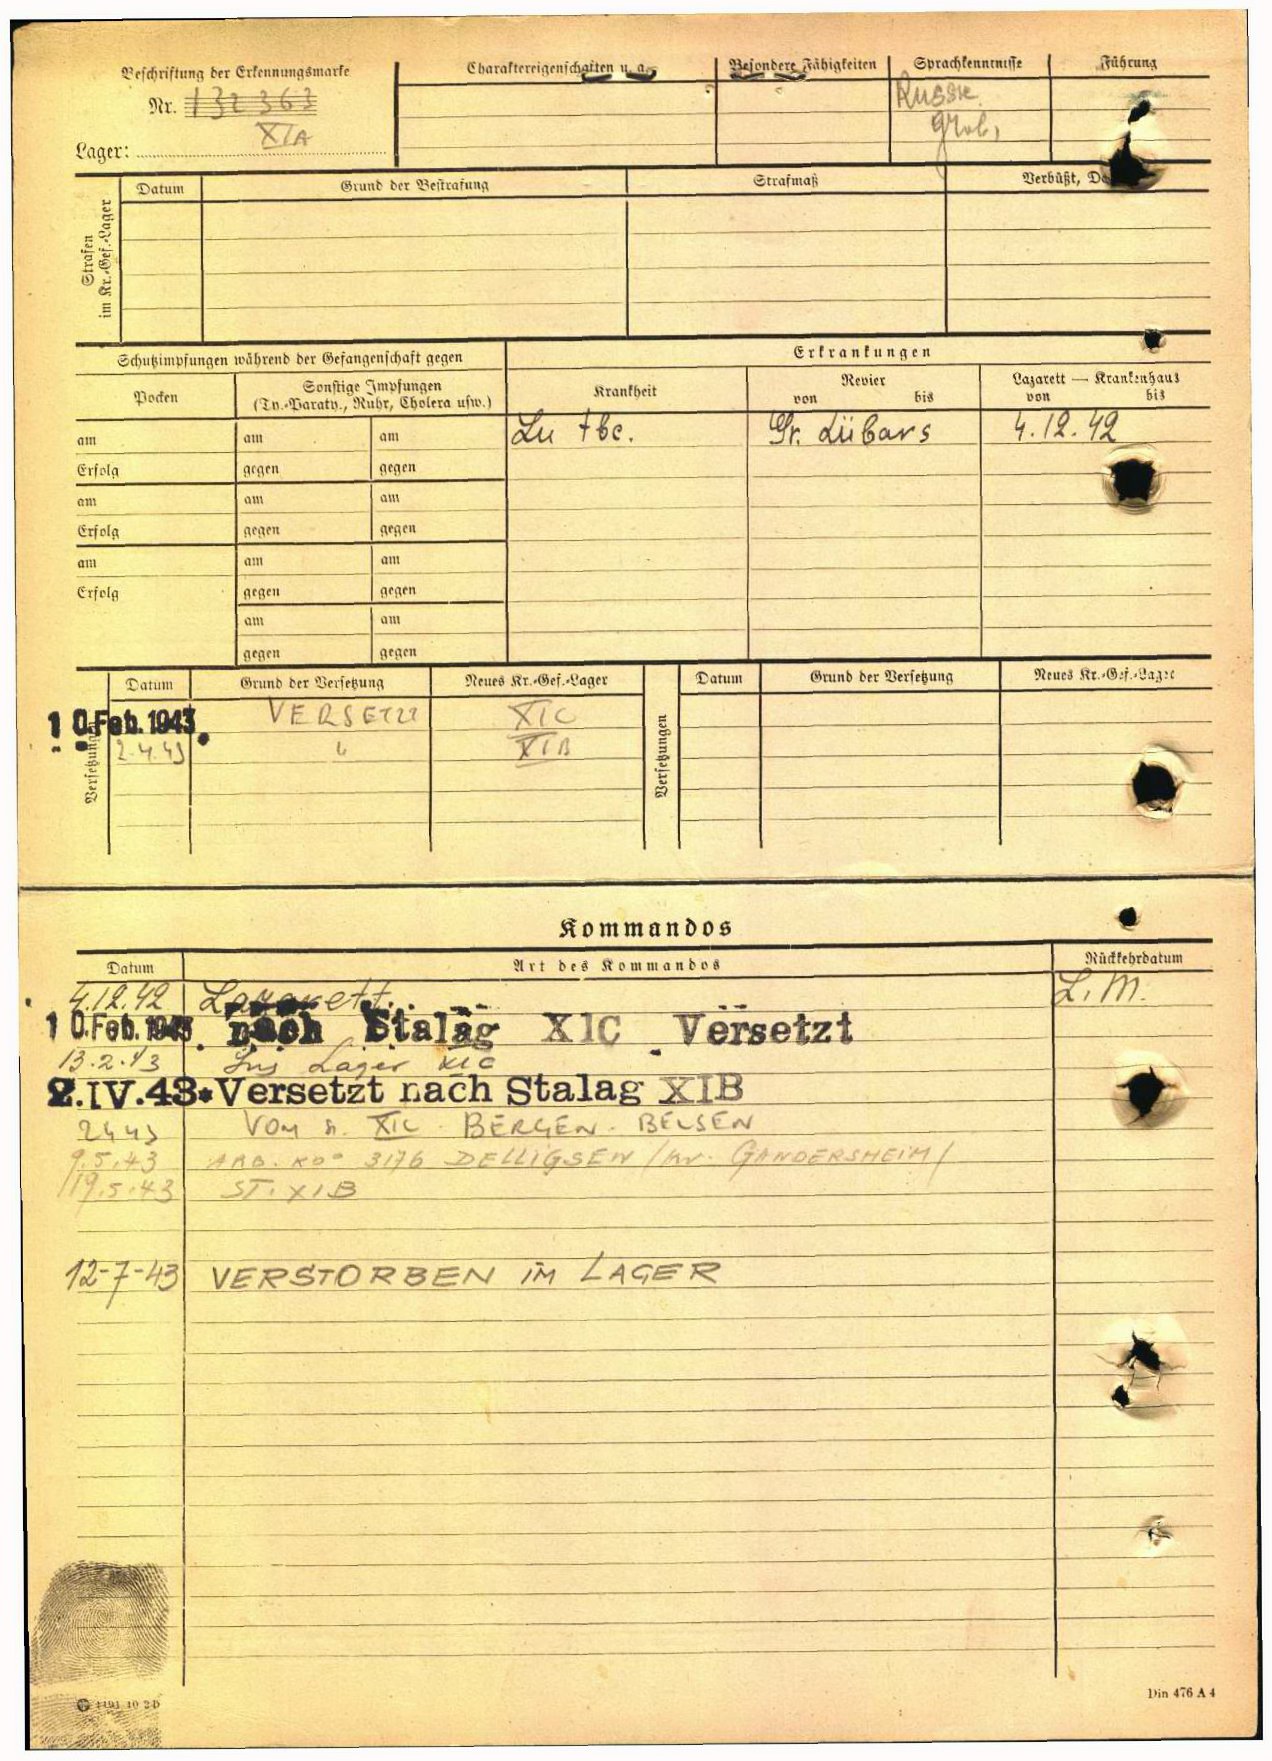 Beschriftung der Erkennungsmarke
Nr. 132363
XIA
Lager:
Charaktereigenschaften u. a.
Besondere Fähigkeiten
Sprachkenntnisse
Führung
Russe
Datum
Grund der Bestrafung
Strafmaß
Verbüßt,
Strafen
im Kr.-Gef.-Lager
Schutzimpfungen während der Gefangenschaft gegen
Erkrankungen
Pocken
Sonstige Impfungen
(Ty.-Paraty., Ruhr, Cholera usw.)
Krankheit
Revier
von bis
Lazarett — Krankenhaus
von bis
am am am
Lu tbc. Gr. Lübars 4.12.42
Erfolg gegen gegen
am am am
Erfolg gegen gegen
am am am
Erfolg gegen gegen
am am
gegen gegen
Datum Grund der Versetzung Neues Kr.-Gef.-Lager Datum Grund der Versetzung Neues Kr.-Gef.-Lager
Versetzungen
Versetzungen
10. Feb. 1943 VERSETZT XIC
2.4.43 " XIB
Kommandos
Datum Art des Kommandos Rückkehrdatum
4.12.42 Lazarett. L.M.
10. Feb. 1943. nach Stalag XIC Versetzt
13.2.43 Ins Lager XIC
2.IV.43*Versetzt nach Stalag XIB
2 4 43 VOM XIC BERGEN-BELSEN
9.5.43 ARB. KDO 3176 DELLIGSEN /Kr. GANDERSHEIM/
19.5.43 ST. XIB
12-7-43 VERSTORBEN IM LAGER
Din 476 A 4